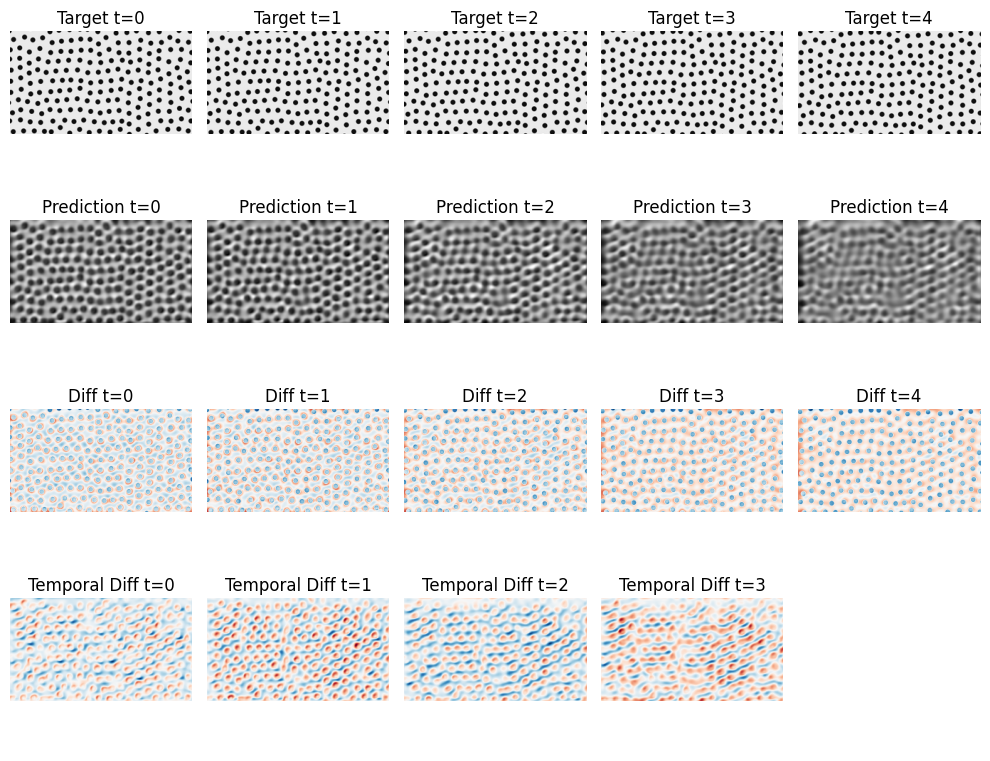 Target t=0 Target t=1 Target t=2 Target t=3 Target t=4
Prediction t=0 Prediction t=1 Prediction t=2 Prediction t=3 Prediction t=4
Diff t=0 Diff t=1 Diff t=2 Diff t=3 Diff t=4
Temporal Diff t=0 Temporal Diff t=1 Temporal Diff t=2 Temporal Diff t=3